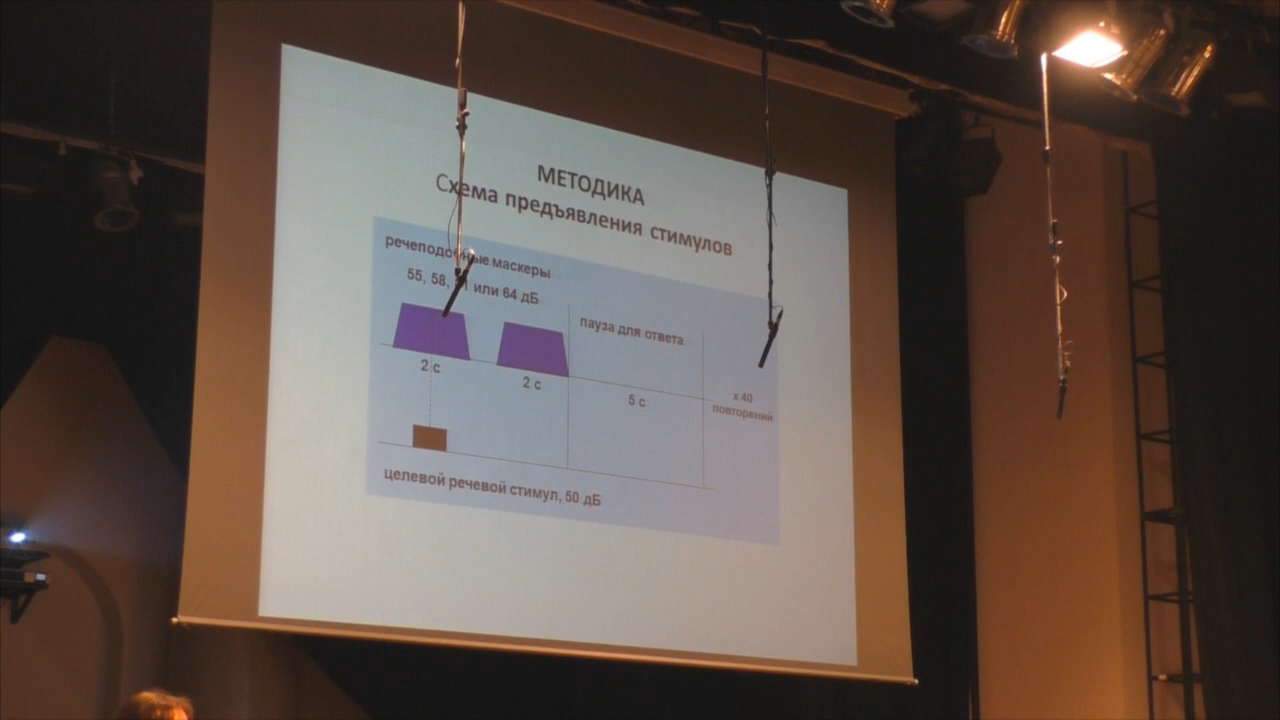 МЕТОДИКА
Схема предъявления стимулов
речеподобные маскеры
55, 58, или 64 дБ
пауза для ответа
2 с
2 с
5 с
х 40
повторений
целевой речевой стимул, 50 дБ